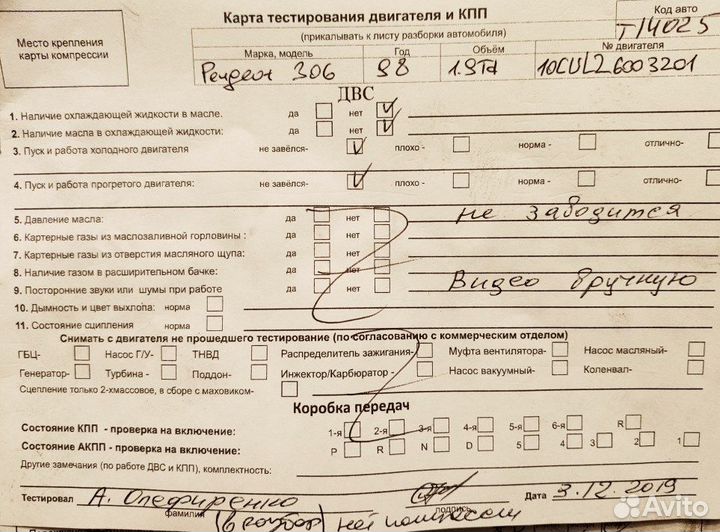 Карта тестирования двигателя и КПП
Код авто
(прикалывать к листу разборки автомобиля)
T14025
Место крепления
карты компрессии
Марка, модель Год Объём № двигателя
Peugeot 306 98 1.9Td 10CUL26003201
ДВС
1. Наличие охлаждающей жидкости в масле. да нет
2. Наличие масла в охлаждающей жидкости: да нет
3. Пуск и работа холодного двигателя не завёлся- плохо - норма - отлично-
4. Пуск и работа прогретого двигателя: не завёлся- плохо - норма - отлично-
5. Давление масла: да нет не заводится
6. Картерные газы из маслозаливной горловины : да нет
7. Картерные газы из отверстия масляного щупа: да нет
8. Наличие газом в расширительном бачке: да нет
9. Посторонние звуки или шумы при работе да нет Видео вручную
10. Дымность и цвет выхлопа: норма
11. Состояние сцепления норма
Снимать с двигателя не прошедшего тестирование (по согласованию с коммерческим отделом)
ГБЦ- Насос Г/У- ТНВД Распределитель зажигания- Муфта вентилятора- Насос масляный-
Генератор- Турбина - Поддон- Инжектор/Карбюратор - Насос вакуумный- Коленвал-
Сцепление только 2-хмассовое, в сборе с маховиком-
Коробка передач
Состояние КПП - проверка на включение: 1-я 2-я 3-я 4-я 5-я 6-я R
Состояние АКПП - проверка на включение: P R N D 5 4 3 2 1
Другие замечания (по работе ДВС и КПП), комплектность:
Тестировал А. Олефиренко Дата 3.12.2019
фамилия подпись
Avito